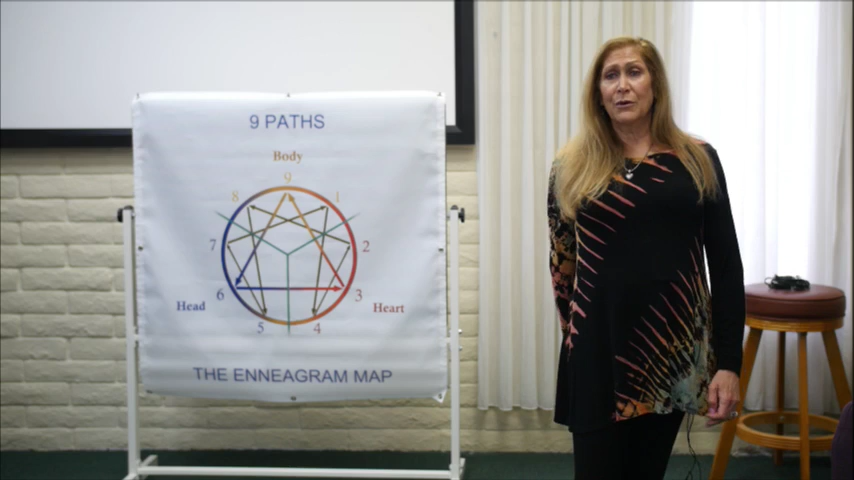 9 PATHS
Body
9
8 1
7 2
6 3
Head Heart
5 4
THE ENNEAGRAM MAP